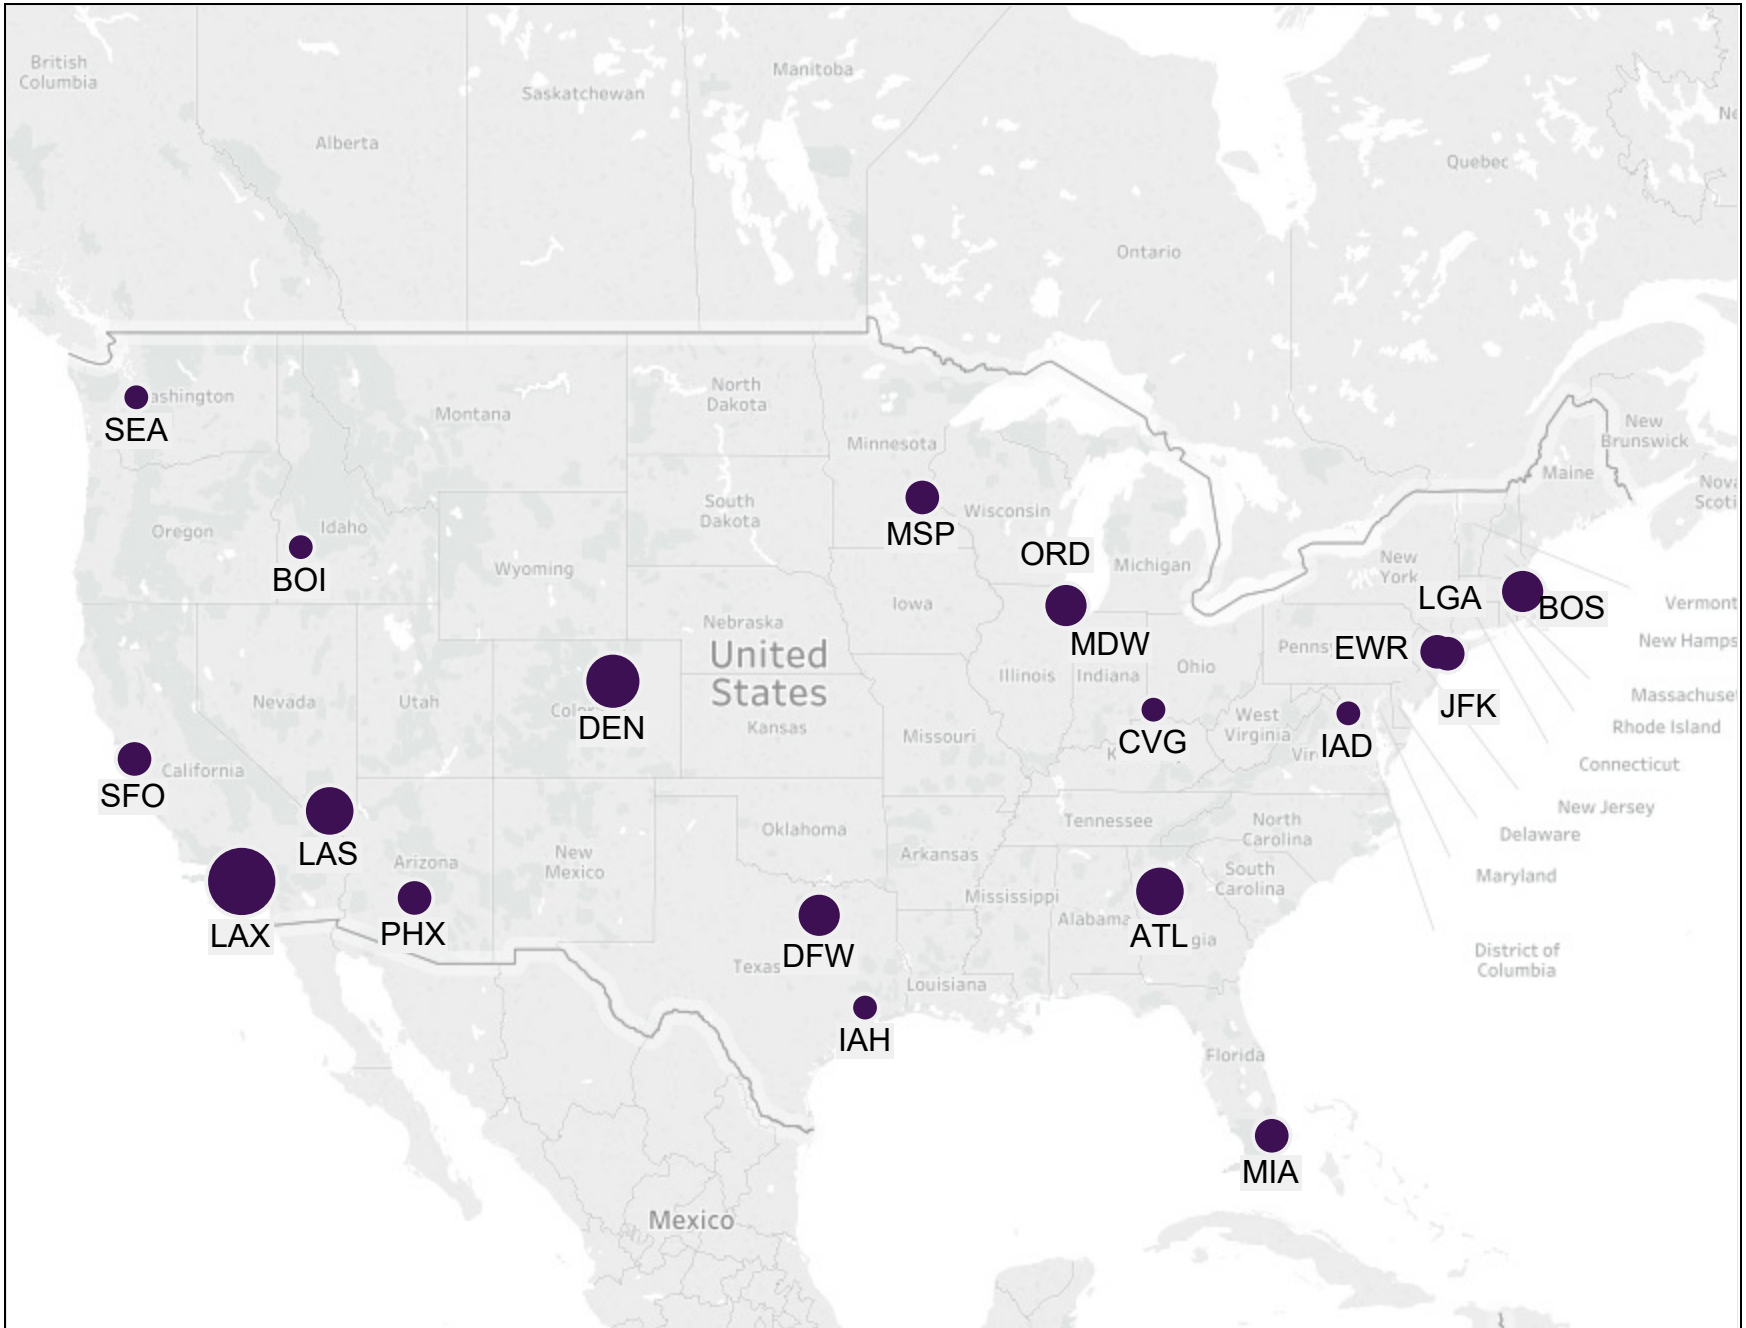 British
Columbia
Alberta
Saskatchewan
Manitoba
Ontario
Quebec
Ne
ashington
SEA
Montana
North
Dakota
Minnesota
New
Brunswick
Maine
Nova
Scoti
Oregon
Idaho
BOI
Wyoming
South
Dakota
MSP
Wisconsin
ORD
Michigan
New
York
LGA
BOS
Vermont
New Hamps
Iowa
Nebraska
United
States
MDW
Illinois
Indiana
Ohio
Penns
EWR
JFK
Massachuse
Rhode Island
Connecticut
New Jersey
Delaware
Maryland
District of
Columbia
Nevada
Utah
Colo
DEN
Kansas
Missouri
K
CVG
West
Virginia
Vir
IAD
SFO
California
LAS
LAX
Arizona
PHX
New
Mexico
Oklahoma
Arkansas
Tennessee
North
Carolina
South
Carolina
Mississippi
Alabama
ATL
gia
Texas
DFW
Louisiana
IAH
Florida
MIA
Mexico